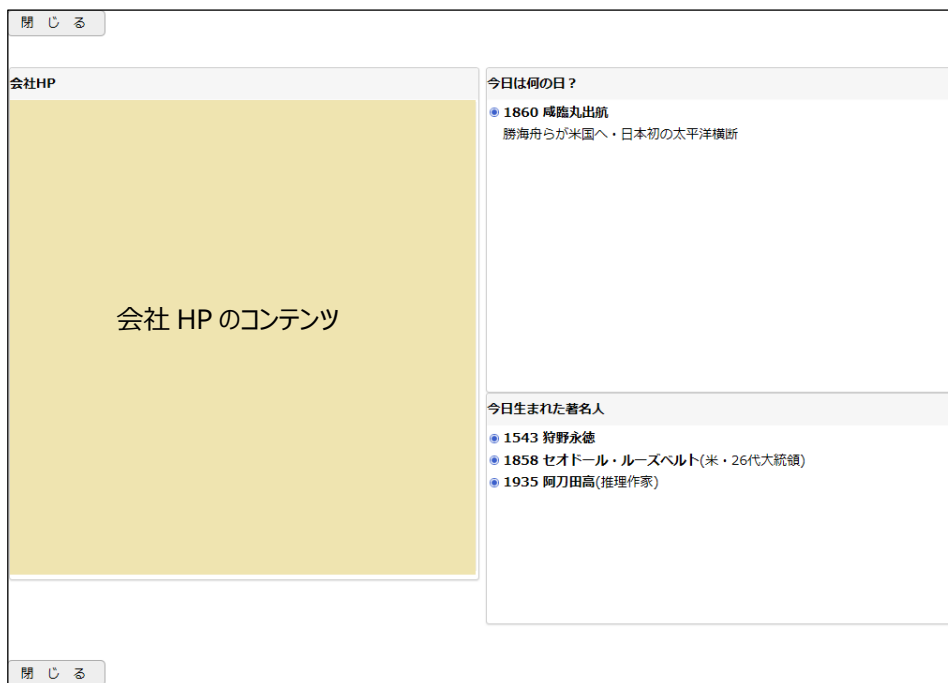 閉 じ る
会社HP
会社 HP のコンテンツ
今日は何の日？
1860 咸臨丸出航
勝海舟らが米国へ・日本初の太平洋横断
今日生まれた著名人
1543 狩野永徳
1858 セオドール・ルーズベルト(米・26代大統領)
1935 阿刀田高(推理作家)
閉 じ る